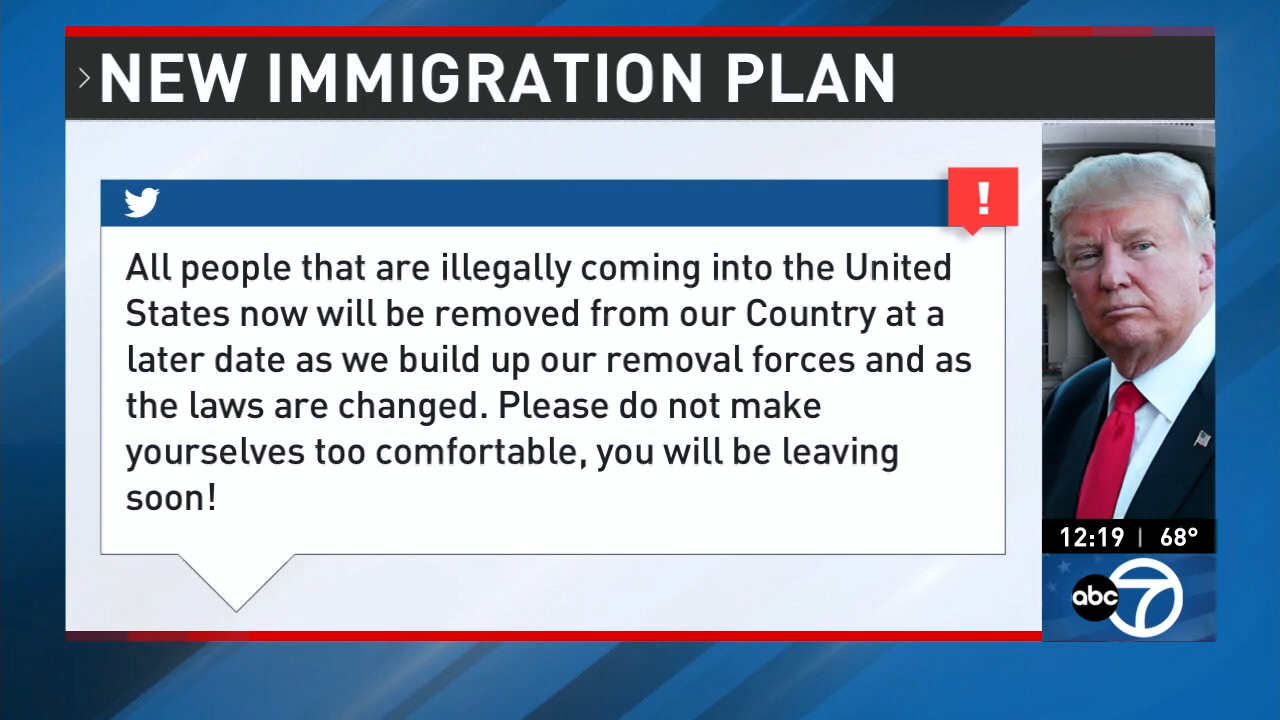 NEW IMMIGRATION PLAN
!
All people that are illegally coming into the United
States now will be removed from our Country at a
later date as we build up our removal forces and as
the laws are changed. Please do not make
yourselves too comfortable, you will be leaving
soon!
12:19 | 68°
abc 7